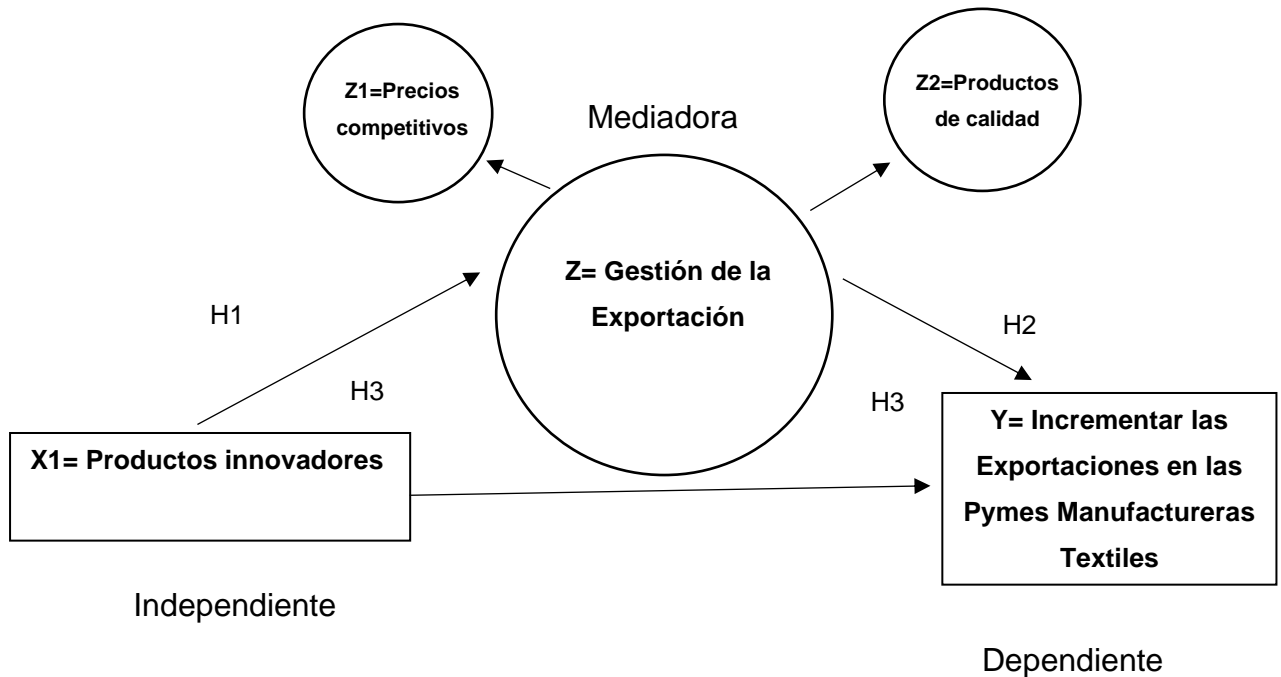 Z1=Precios
competitivos
Mediadora
Z2=Productos
de calidad
Z= Gestión de la
Exportación
H1
H2
H3
H3
X1= Productos innovadores
Y= Incrementar las
Exportaciones en las
Pymes Manufactureras
Textiles
Independiente
Dependiente